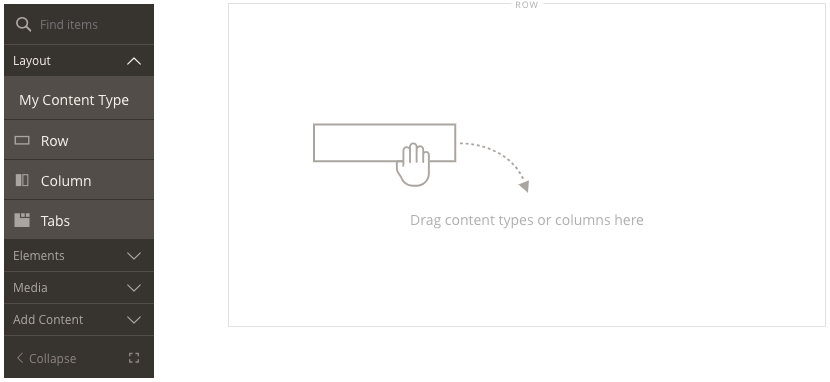 Find items
Layout
My Content Type
Row
Column
Tabs
Elements
Media
Add Content
Collapse
ROW
Drag content types or columns here